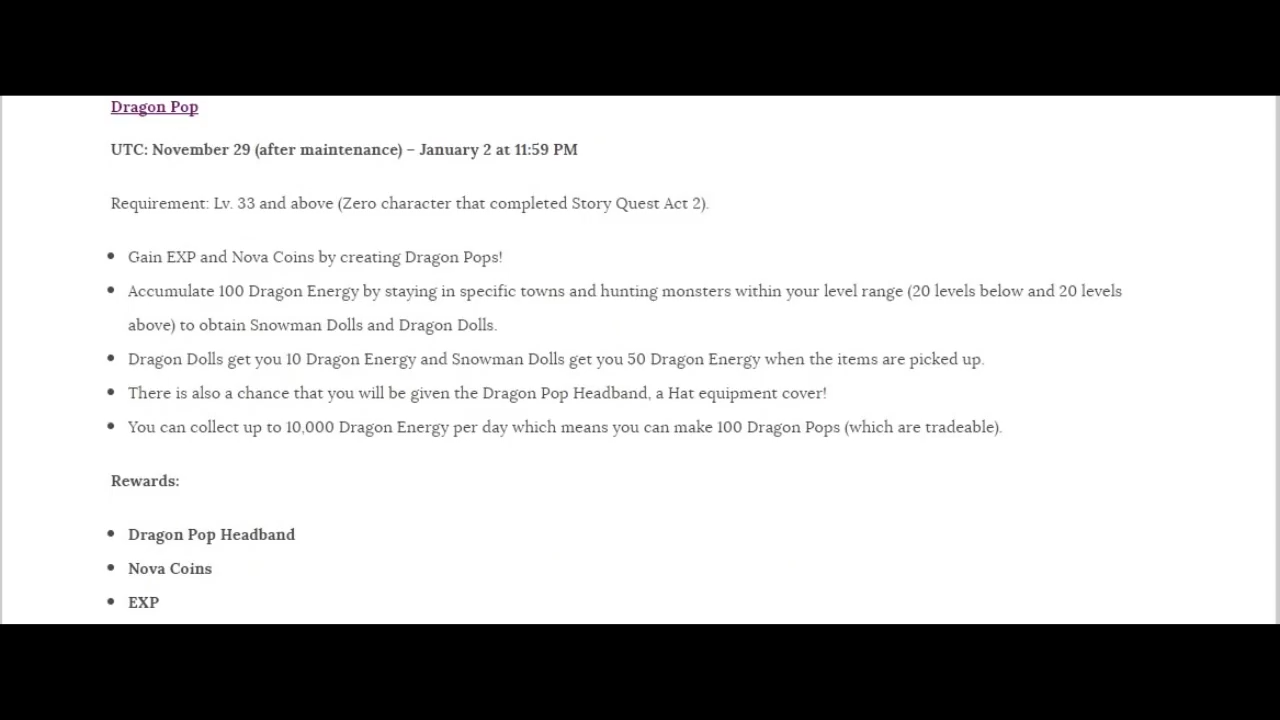 Dragon Pop
UTC: November 29 (after maintenance) – January 2 at 11:59 PM
Requirement: Lv. 33 and above (Zero character that completed Story Quest Act 2).
• Gain EXP and Nova Coins by creating Dragon Pops!
• Accumulate 100 Dragon Energy by staying in specific towns and hunting monsters within your level range (20 levels below and 20 levels
above) to obtain Snowman Dolls and Dragon Dolls.
• Dragon Dolls get you 10 Dragon Energy and Snowman Dolls get you 50 Dragon Energy when the items are picked up.
• There is also a chance that you will be given the Dragon Pop Headband, a Hat equipment cover!
• You can collect up to 10,000 Dragon Energy per day which means you can make 100 Dragon Pops (which are tradeable).
Rewards:
• Dragon Pop Headband
• Nova Coins
• EXP